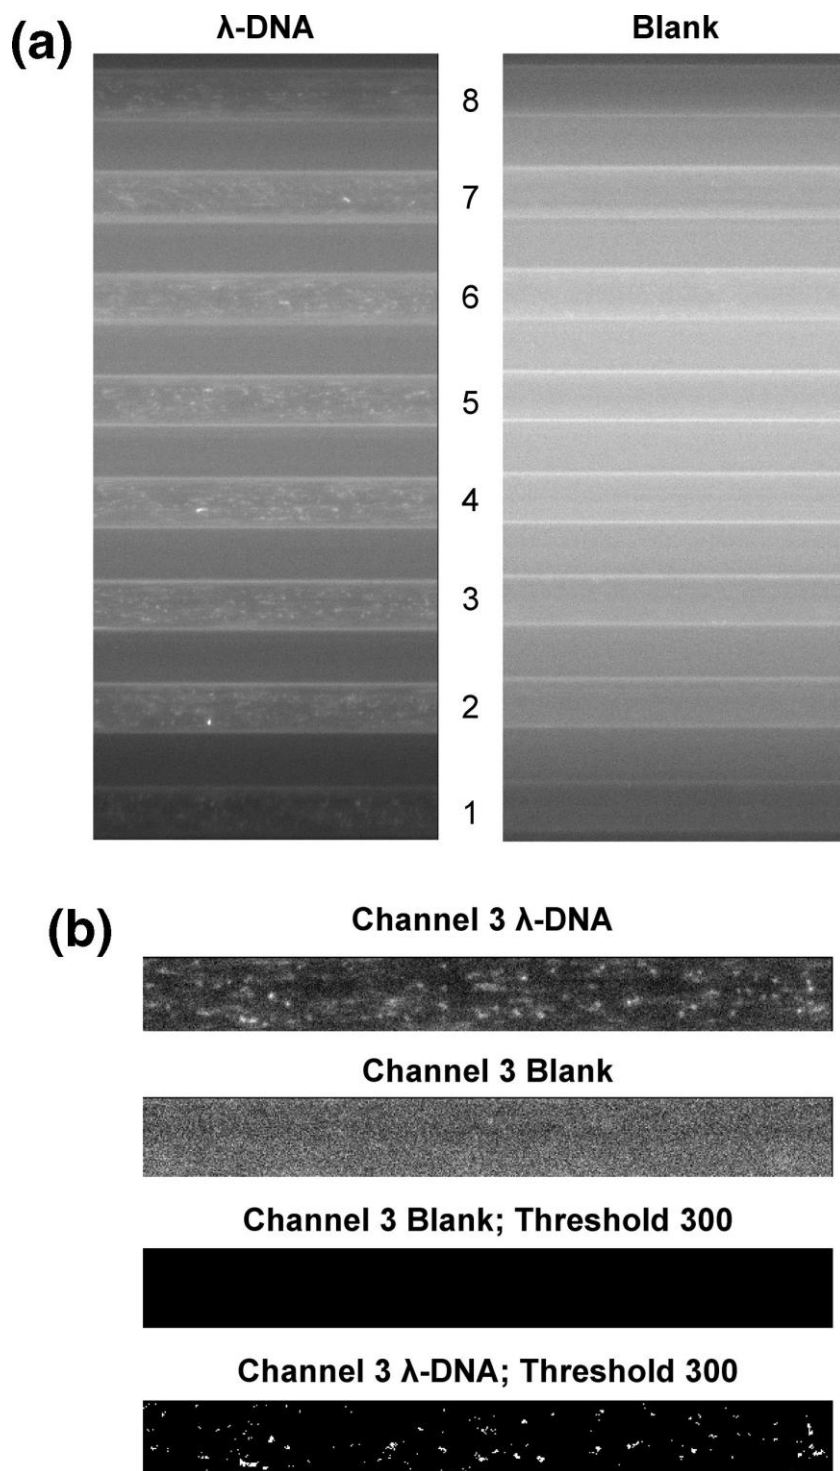 (a)
λ-DNA
Blank
8
7
6
5
4
3
2
1
(b)
Channel 3 λ-DNA
Channel 3 Blank
Channel 3 Blank; Threshold 300
Channel 3 λ-DNA; Threshold 300